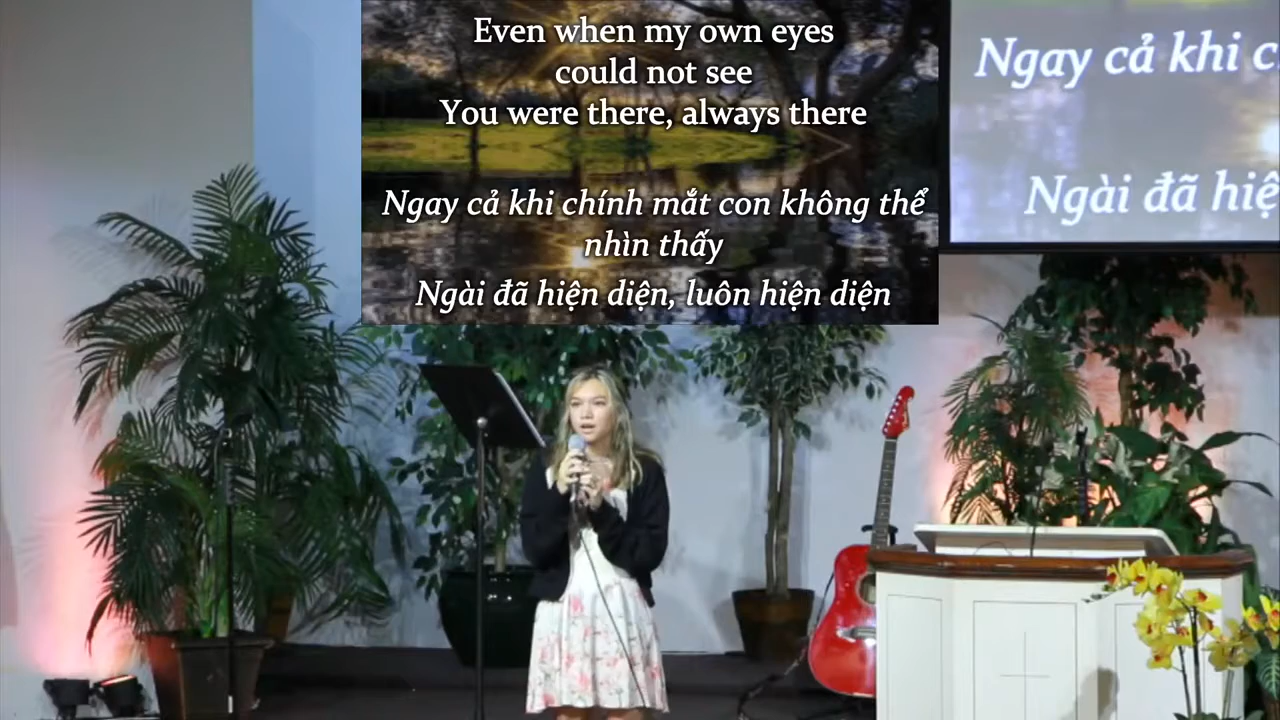 Even when my own eyes
could not see
You were there, always there
Ngay cả khi chính mắt con không thể
nhìn thấy
Ngài đã hiện diện, luôn hiện diện
Ngay cả khi
Ngài đã